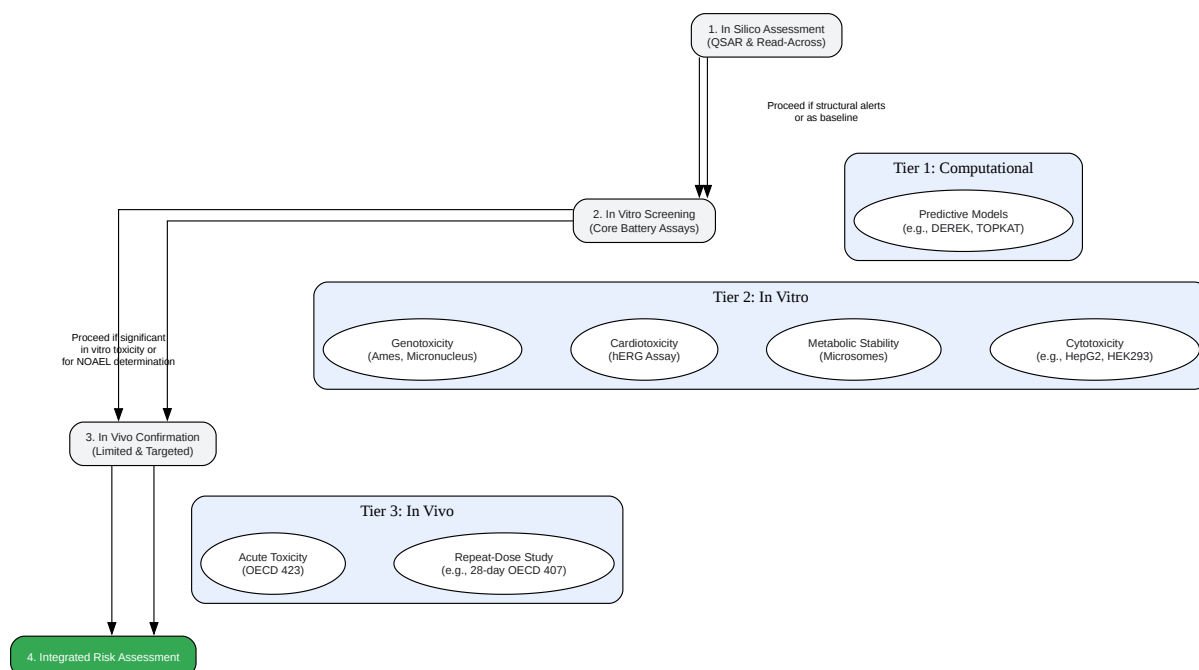 1. In Silico Assessment
(QSAR & Read-Across)
Proceed if structural alerts
or as baseline
Tier 1: Computational
Predictive Models
(e.g., DEREK, TOPKAT)
2. In Vitro Screening
(Core Battery Assays)
Tier 2: In Vitro
Genotoxicity
(Ames, Micronucleus)
Cardiotoxicity
(hERG Assay)
Metabolic Stability
(Microsomes)
Cytotoxicity
(e.g., HepG2, HEK293)
Proceed if significant
in vitro toxicity or
for NOAEL determination
3. In Vivo Confirmation
(Limited & Targeted)
Tier 3: In Vivo
Acute Toxicity
(OECD 423)
Repeat-Dose Study
(e.g., 28-day OECD 407)
4. Integrated Risk Assessment